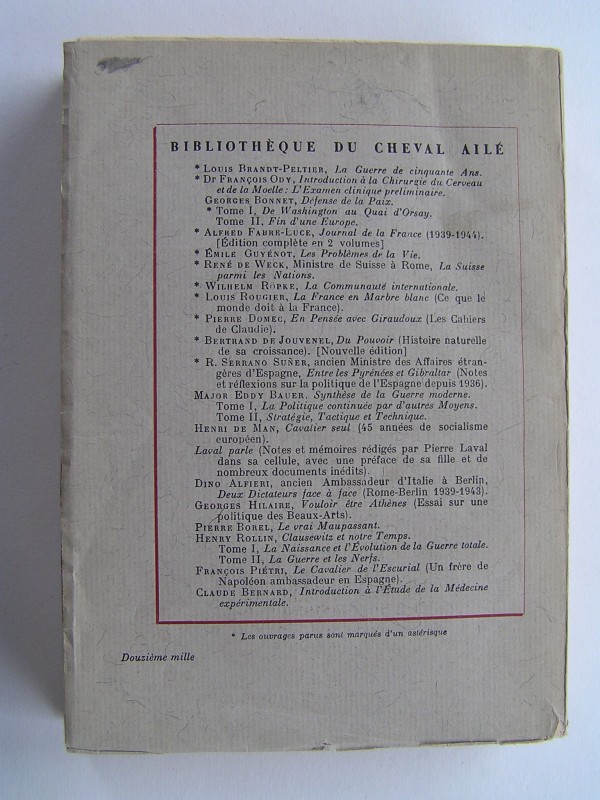 BIBLIOTHÈQUE DU CHEVAL AILÉ
* LOUIS BRANDT-PELTIER, La Guerre de cinquante Ans.
* Dr FRANÇOIS ODY, Introduction à la Chirurgie du Cerveau
et de la Moelle : L'Examen clinique préliminaire.
GEORGES BONNET, Défense de la Paix.
* Tome I, De Washington au Quai d'Orsay.
Tome II, Fin d'une Europe.
* ALFRED FABRE-LUCE, Journal de la France (1939-1944).
[Édition complète en 2 volumes]
* ÉMILE GUYÉNOT, Les Problèmes de la Vie.
* RENÉ DE WECK, Ministre de Suisse à Rome, La Suisse
parmi les Nations.
* WILHELM RÖPKE, La Communauté internationale.
* LOUIS ROUGIER, La France en Marbre blanc (Ce que le
monde doit à la France).
* PIERRE DOMEC, En Pensée avec Giraudoux (Les Cahiers
de Claudie).
* BERTRAND DE JOUVENEL, Du Pouvoir (Histoire naturelle
de sa croissance). [Nouvelle édition]
* R. SERRANO SUÑER, ancien Ministre des Affaires étran-
gères d'Espagne, Entre les Pyrénées et Gibraltar (Notes
et réflexions sur la politique de l'Espagne depuis 1936).
MAJOR EDDY BAUER. Synthèse de la Guerre moderne.
Tome I, La Politique continuée par d'autres Moyens.
Tome II, Stratégie, Tactique et Technique.
HENRI DE MAN, Cavalier seul (45 années de socialisme
européen).
Laval parle (Notes et mémoires rédigés par Pierre Laval
dans sa cellule, avec une préface de sa fille et de
nombreux documents inédits).
DINO ALFIERI, ancien Ambassadeur d'Italie à Berlin,
Deux Dictateurs face à face (Rome-Berlin 1939-1943).
GEORGES HILAIRE, Vouloir être Athènes (Essai sur une
politique des Beaux-Arts).
PIERRE BOREL, Le vrai Maupassant.
HENRY ROLLIN, Clausewitz et notre Temps.
Tome I, La Naissance et l'Évolution de la Guerre totale.
Tome II, La Guerre et les Nerfs.
FRANÇOIS PIÉTRI, Le Cavalier de l'Escurial (Un frère de
Napoléon ambassadeur en Espagne).
CLAUDE BERNARD, Introduction à l'Étude de la Médecine
expérimentale.
* Les ouvrages parus sont marqués d'un astérisque
Douzième mille